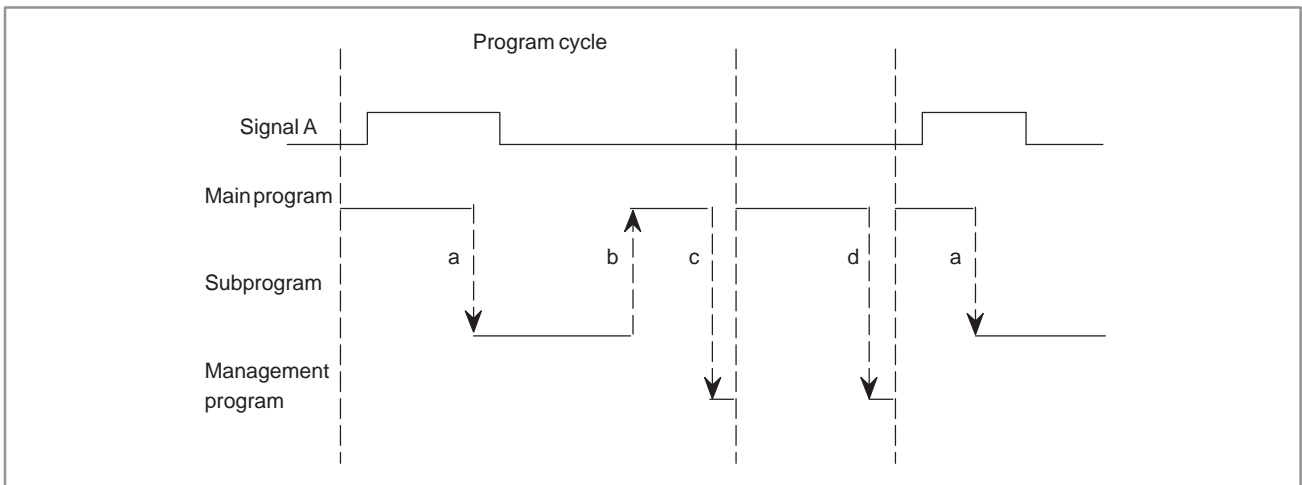 Program cycle
Signal A
Main program
a
b
c
d
a
Subprogram
Management
program